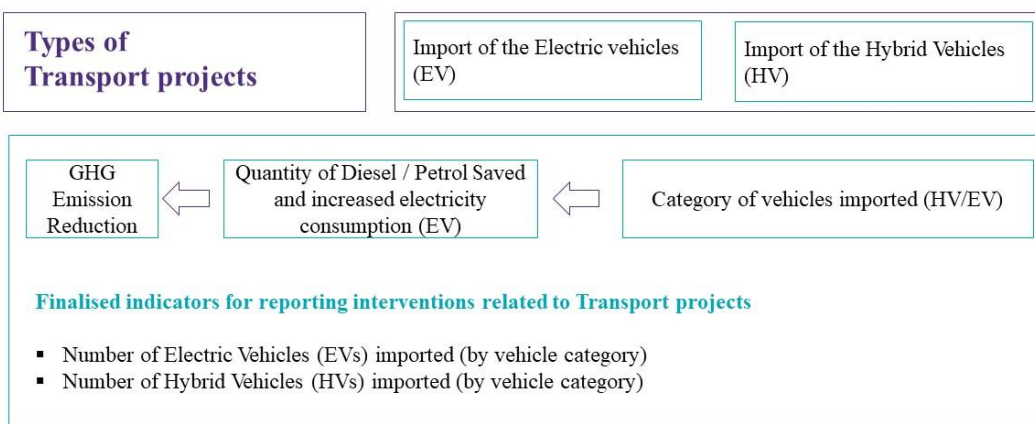 Types of
Transport projects
Import of the Electric vehicles
(EV)
Import of the Hybrid Vehicles
(HV)
GHG
Emission
Reduction
Quantity of Diesel / Petrol Saved
and increased electricity
consumption (EV)
Category of vehicles imported (HV/EV)
Finalised indicators for reporting interventions related to Transport projects
▪ Number of Electric Vehicles (EVs) imported (by vehicle category)
▪ Number of Hybrid Vehicles (HVs) imported (by vehicle category)